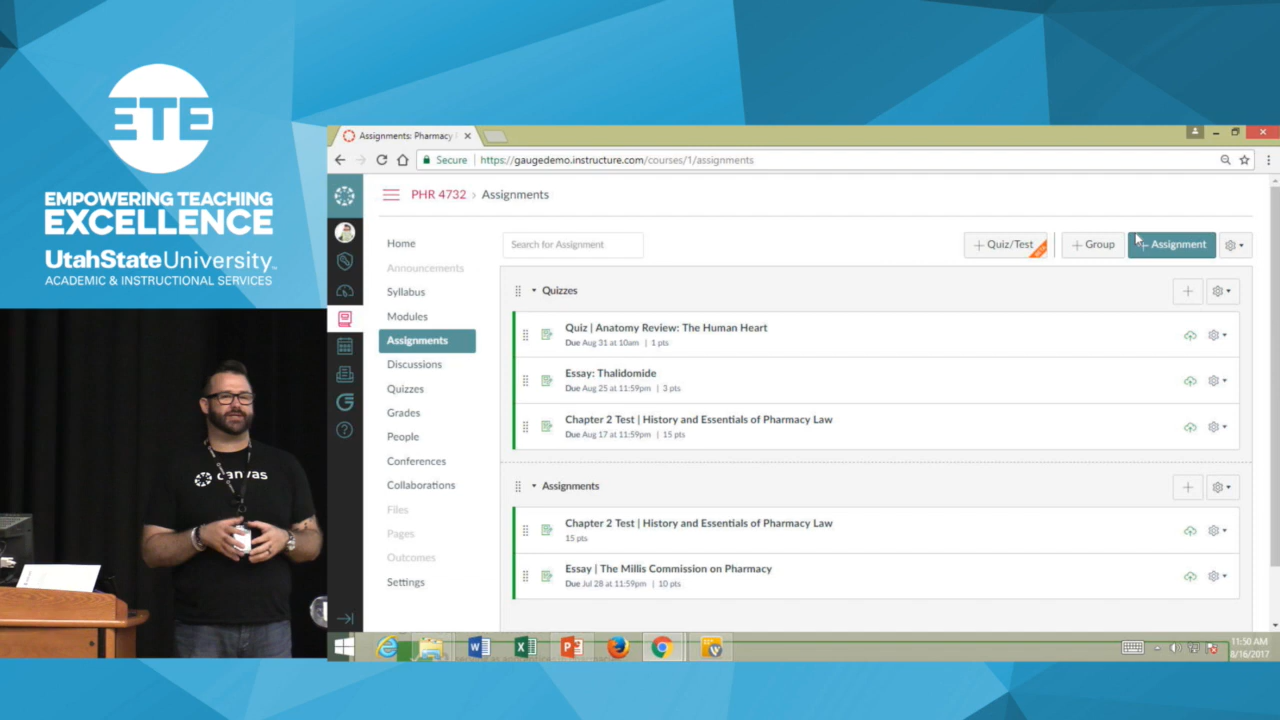 ETE
EMPOWERING TEACHING
EXCELLENCE
UtahStateUniversity
ACADEMIC & INSTRUCTIONAL SERVICES
canvas
Assignments: Pharmacy
Secure | https://gaugedemo.instructure.com/courses/1/assignments
PHR 4732 › Assignments
Home
Announcements
Syllabus
Modules
Assignments
Discussions
Quizzes
Grades
People
Conferences
Collaborations
Files
Pages
Outcomes
Settings
Search for Assignment
+ Quiz/Test
+ Group
+ Assignment
Quizzes
Quiz | Anatomy Review: The Human Heart
Due Aug 31 at 10am | 1 pts
Essay: Thalidomide
Due Aug 25 at 11:59pm | 3 pts
Chapter 2 Test | History and Essentials of Pharmacy Law
Due Aug 17 at 11:59pm | 15 pts
Assignments
Chapter 2 Test | History and Essentials of Pharmacy Law
15 pts
Essay | The Millis Commission on Pharmacy
Due Jul 28 at 11:59pm | 10 pts
11:50 AM
8/16/2017